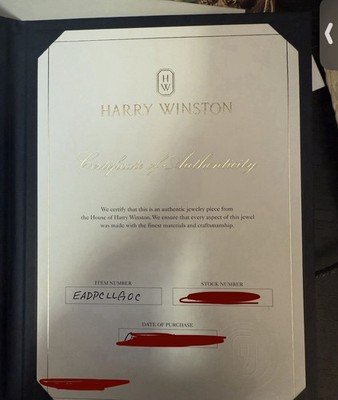 H
W
HARRY WINSTON
Certificate of Authenticity
We certify that this is an authentic jewelry piece from
the House of Harry Winston. We ensure that every aspect of this jewel
was made with the finest materials and craftsmanship.
ITEM NUMBER
STOCK NUMBER
DATE OF PURCHASE